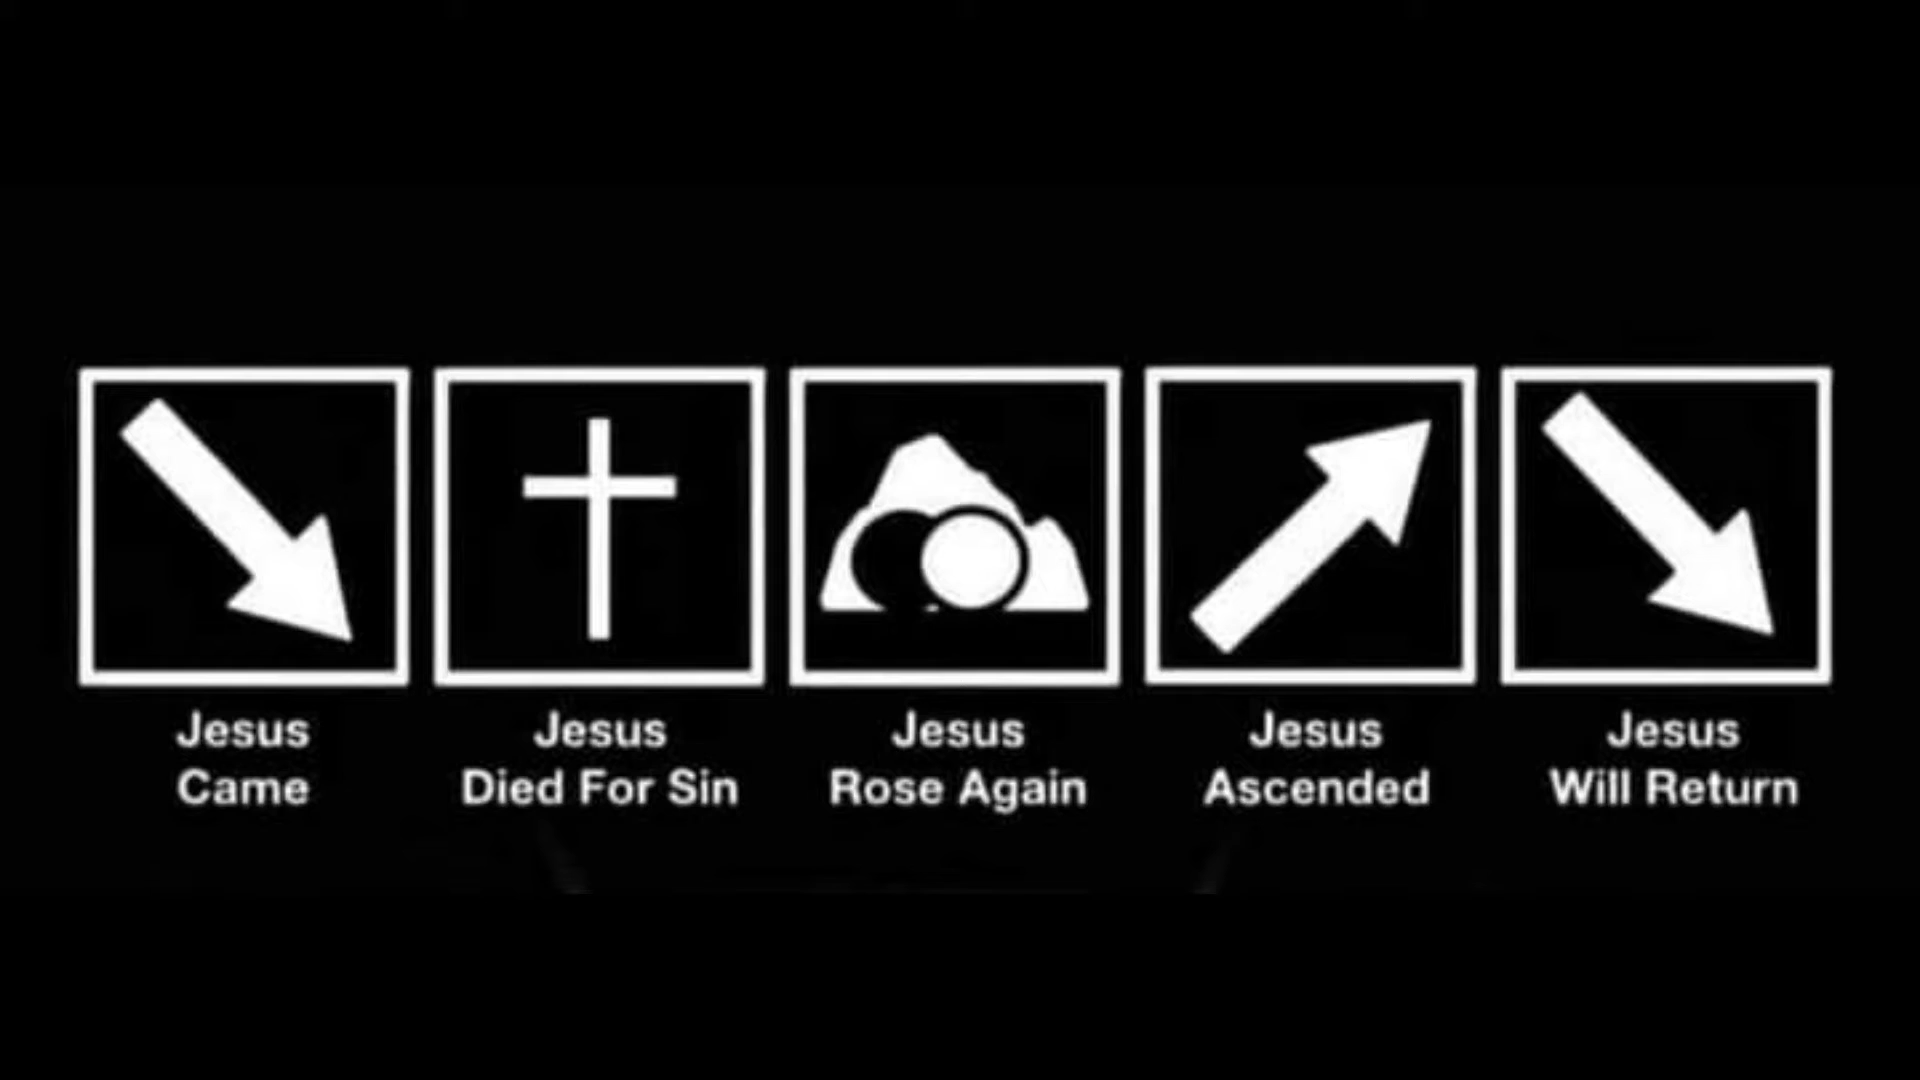 Jesus
Came
Jesus
Died For Sin
Jesus
Rose Again
Jesus
Ascended
Jesus
Will Return